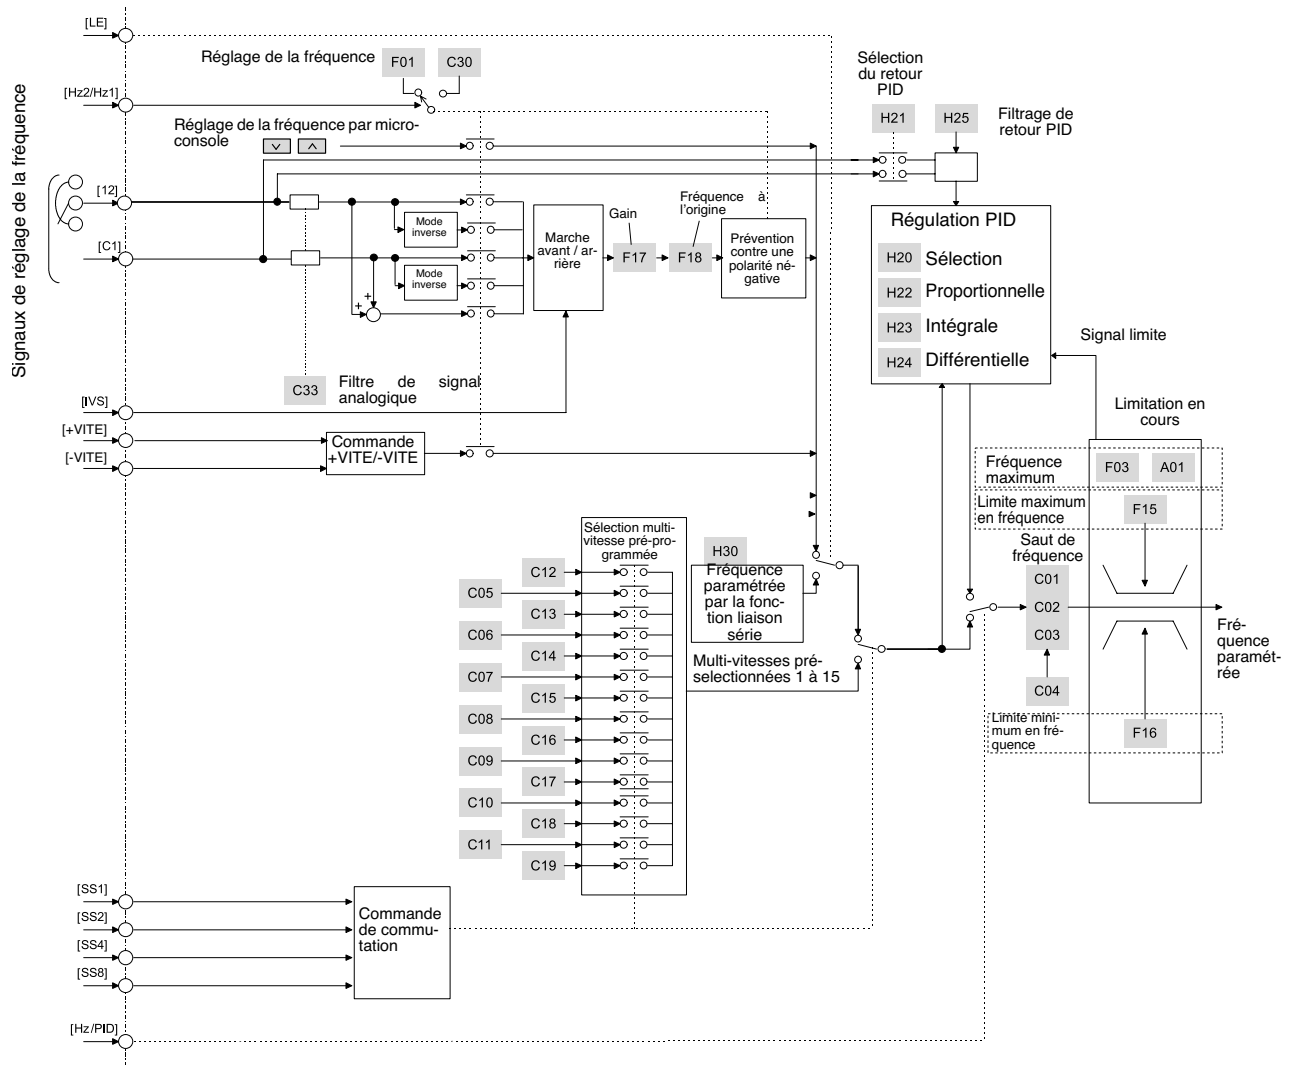 [LE]
Réglage de la fréquence
F01
C30
Sélection
du retour
PID
[Hz2/Hz1]
Réglage de la fréquence par micro-
console
H21
H25
Filtrage de
retour PID
Signaux de réglage de la fréquence
[12]
Mode
inverse
Marche
avant / ar-
rière
Gain
F17
Fréquence à
l'origine
F18
Prévention
contre une
polarité né-
gative
Régulation PID
H20 Sélection
H22 Proportionnelle
H23 Intégrale
H24 Différentielle
[C1]
Mode
inverse
+
+
Signal limite
C33
Filtre de signal
analogique
[IVS]
Limitation en
cours
[+VITE]
[-VITE]
Commande
+VITE/-VITE
Fréquence
maximum
F03
A01
Limite maximum
en fréquence
F15
Sélection multi-
vitesse pré-pro-
grammée
H30
Fréquence
paramétrée
par la fonc-
tion liaison
série
Saut de
fréquence
C01
C02
C03
C04
Fré-
quence paramét-
rée
Multi-vitesses pré-
selectionnées 1 à 15
Limite mini-
mum en fré-
quence
F16
C12
C05
C13
C06
C14
C07
C15
C08
C16
C09
C17
C10
C18
C11
C19
[SS1]
[SS2]
[SS4]
[SS8]
Commande
de commu-
tation
[Hz/PID]